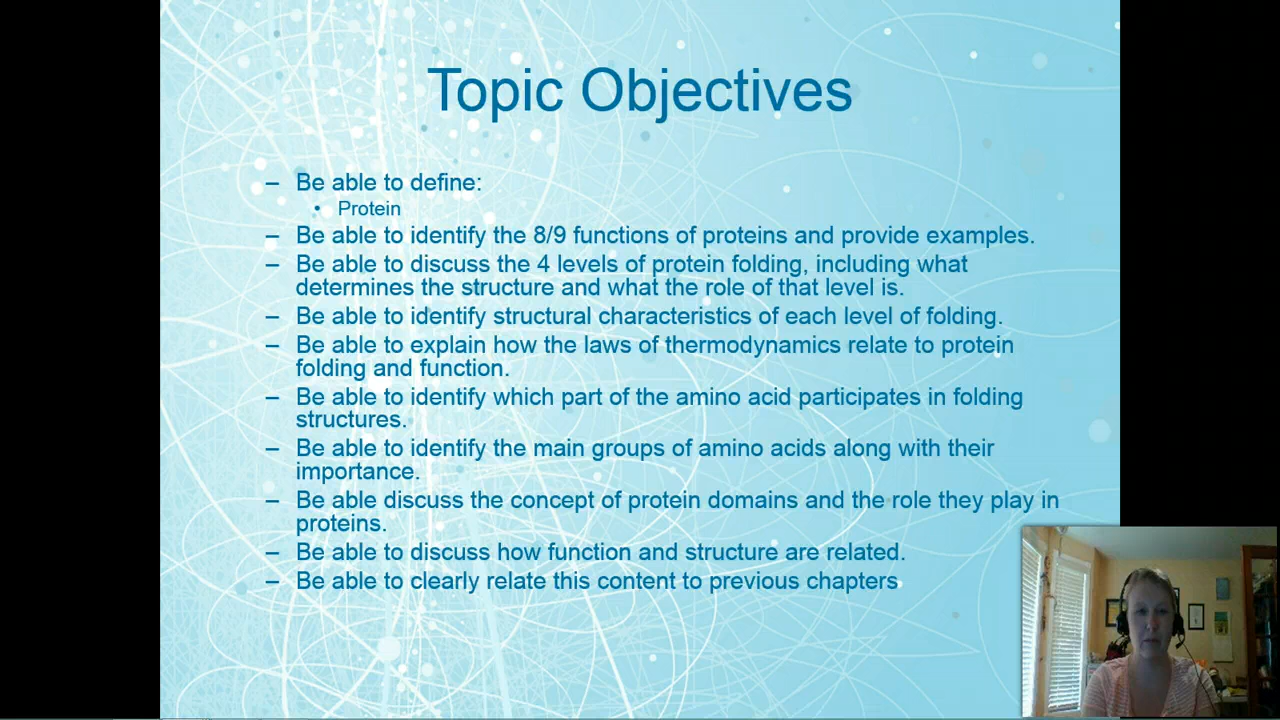 Topic Objectives
– Be able to define:
• Protein
– Be able to identify the 8/9 functions of proteins and provide examples.
– Be able to discuss the 4 levels of protein folding, including what
determines the structure and what the role of that level is.
– Be able to identify structural characteristics of each level of folding.
– Be able to explain how the laws of thermodynamics relate to protein
folding and function.
– Be able to identify which part of the amino acid participates in folding
structures.
– Be able to identify the main groups of amino acids along with their
importance.
– Be able discuss the concept of protein domains and the role they play in
proteins.
– Be able to discuss how function and structure are related.
– Be able to clearly relate this content to previous chapters